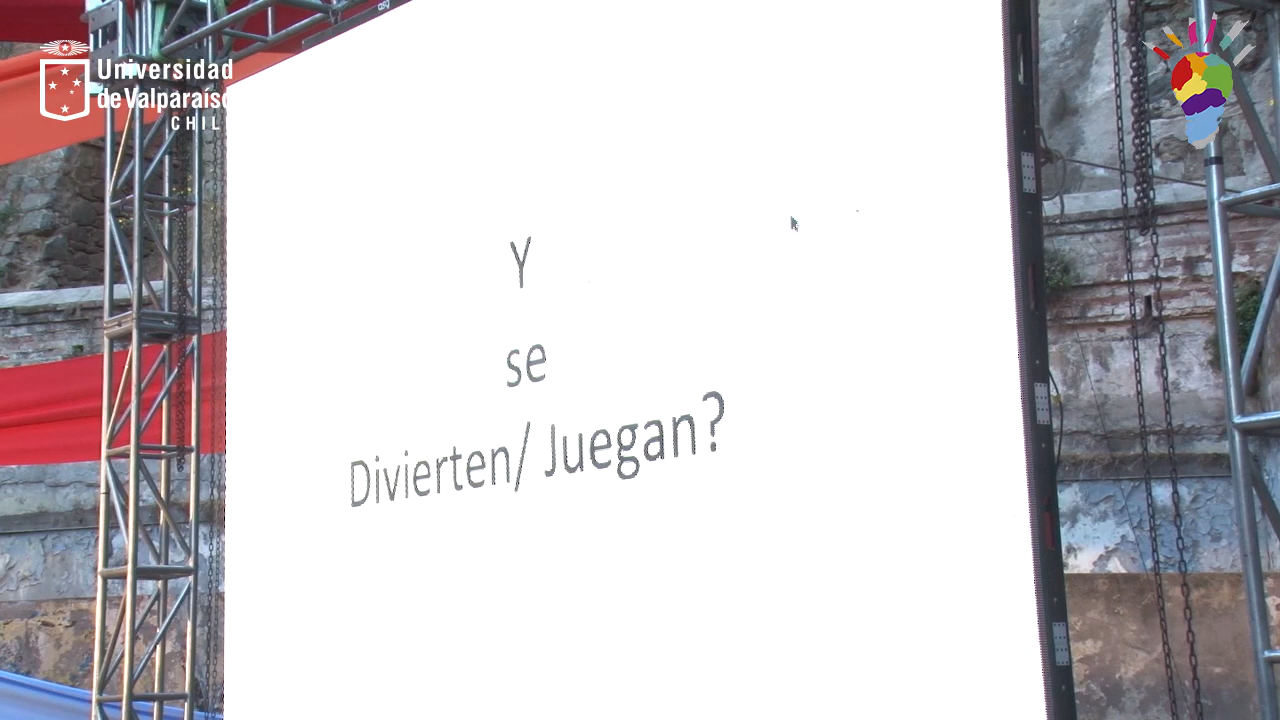 Universidad
de Valparaíso
CHIL
Y
se
Divierten/ Juegan?